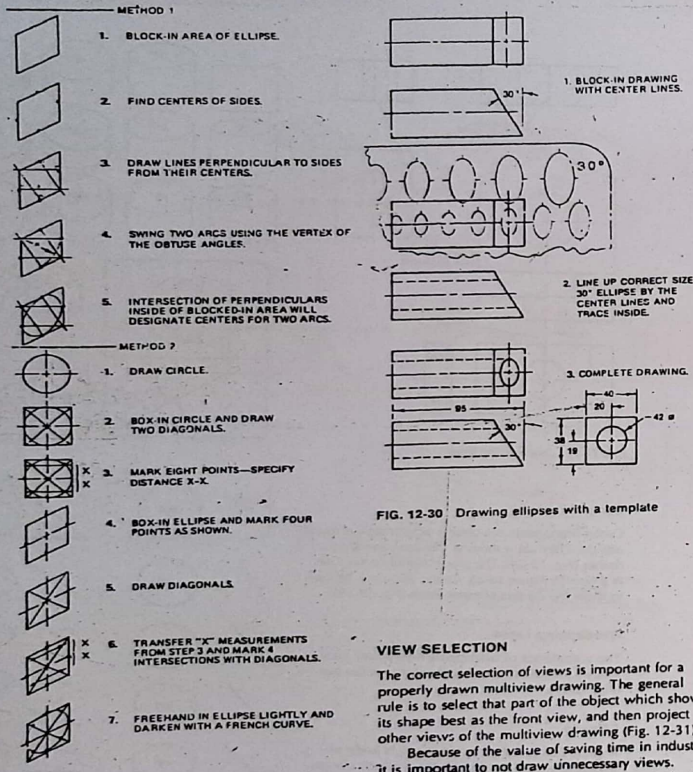 METHOD 1
1. BLOCK-IN AREA OF ELLIPSE.
2. FIND CENTERS OF SIDES.
3. DRAW LINES PERPENDICULAR TO SIDES
FROM THEIR CENTERS.
4. SWING TWO ARCS USING THE VERTEX OF
THE OBTUSE ANGLES.
5. INTERSECTION OF PERPENDICULARS
INSIDE OF BLOCKED-IN AREA WILL
DESIGNATE CENTERS FOR TWO ARCS.
METHOD 2
1. DRAW CIRCLE.
2. BOX-IN CIRCLE AND DRAW
TWO DIAGONALS.
3. MARK EIGHT POINTS—SPECIFY
DISTANCE X-X.
X
X
4. BOX-IN ELLIPSE AND MARK FOUR
POINTS AS SHOWN.
5. DRAW DIAGONALS.
6. TRANSFER "X" MEASUREMENTS
FROM STEP 3 AND MARK 4
INTERSECTIONS WITH DIAGONALS.
X
X
7. FREEHAND IN ELLIPSE LIGHTLY AND
DARKEN WITH A FRENCH CURVE.
30°
1. BLOCK-IN DRAWING
WITH CENTER LINES.
30°
2. LINE UP CORRECT SIZE
30° ELLIPSE BY THE
CENTER LINES AND
TRACE INSIDE.
3. COMPLETE DRAWING.
95
30°
40
20
42 ø
38
19
FIG. 12-30 Drawing ellipses with a template
VIEW SELECTION
The correct selection of views is important for a
properly drawn multiview drawing. The general
rule is to select that part of the object which show
its shape best as the front view, and then project
other views of the multiview drawing (Fig. 12-31)
Because of the value of saving time in indust
it is important to not draw unnecessary views.